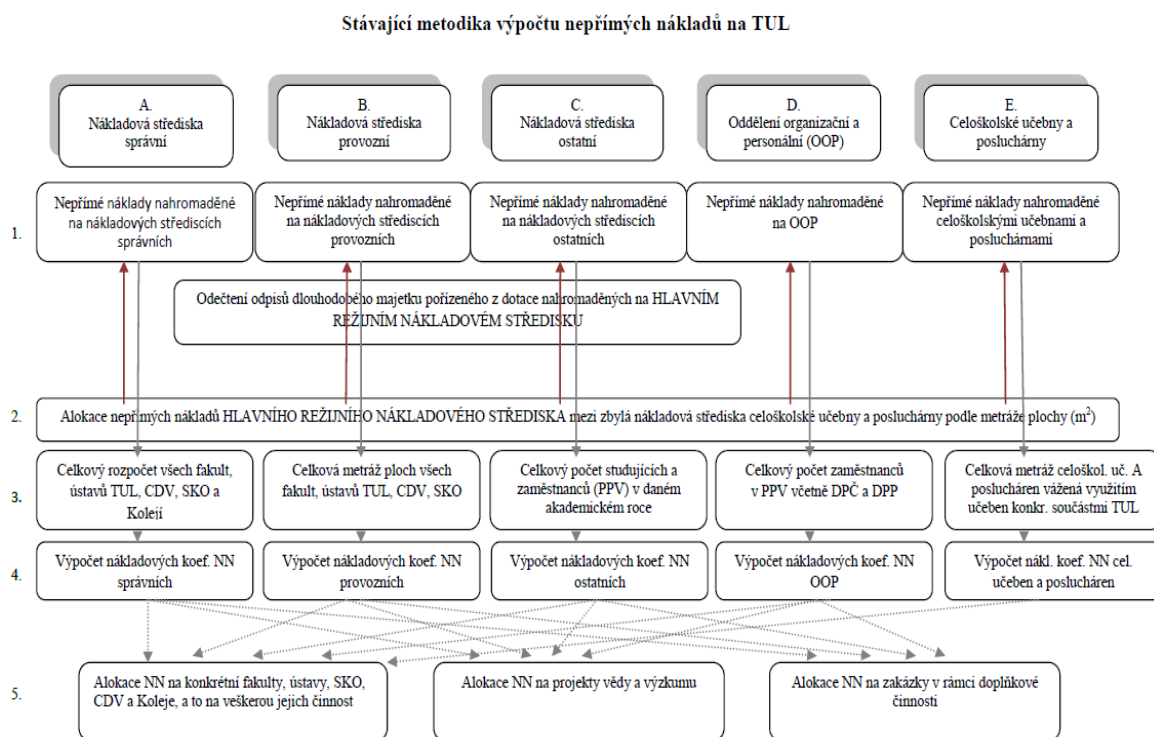 Stávající metodika výpočtu nepřímých nákladů na TUL
A.
Nákladová střediska
správní
B.
Nákladová střediska
provozní
C.
Nákladová střediska
ostatní
D.
Oddělení organizační a
personální (OOP)
E.
Celoškolské učebny a
posluchárny
1.
Nepřímé náklady nahromaděné
na nákladových střediscích
správních
Nepřímé náklady nahromaděné
na nákladových střediscích
provozních
Nepřímé náklady nahromaděné
na nákladových střediscích
ostatních
Nepřímé náklady nahromaděné
na OOP
Nepřímé náklady nahromaděné
celoškolskými učebnami a
posluchárnami
Odečtení odpisů dlouhodobého majetku pořízeného z dotace nahromaděných na HLAVNÍM
REŽIJNÍM NÁKLADOVÉM STŘEDISKU
2.
Alokace nepřímých nákladů HLAVNÍHO REŽIJNÍHO NÁKLADOVÉHO STŘEDISKA mezi zbylá nákladová střediska celoškolské učebny a posluchárny podle metráže plochy (m²)
3.
Celkový rozpočet všech fakult,
ústavů TUL, CDV, SKO a
Kolejí
Celková metráž ploch všech
fakult, ústavů TUL, CDV, SKO
Celkový počet studujících a
zaměstnanců (PPV) v daném
akademickém roce
Celkový počet zaměstnanců
v PPV včetně DPČ a DPP
Celková metráž celoškol. uč. A
poslucháren vážená využitím
učeben konkr. součástmi TUL
4.
Výpočet nákladových koef. NN
správních
Výpočet nákladových koef. NN
provozních
Výpočet nákladových koef. NN
ostatních
Výpočet nákladových koef. NN
OOP
Výpočet nákl. koef. NN cel.
učeben a poslucháren
5.
Alokace NN na konkrétní fakulty, ústavy, SKO,
CDV a Koleje, a to na veškerou jejich činnost
Alokace NN na projekty vědy a výzkumu
Alokace NN na zakázky v rámci doplňkové
činnosti